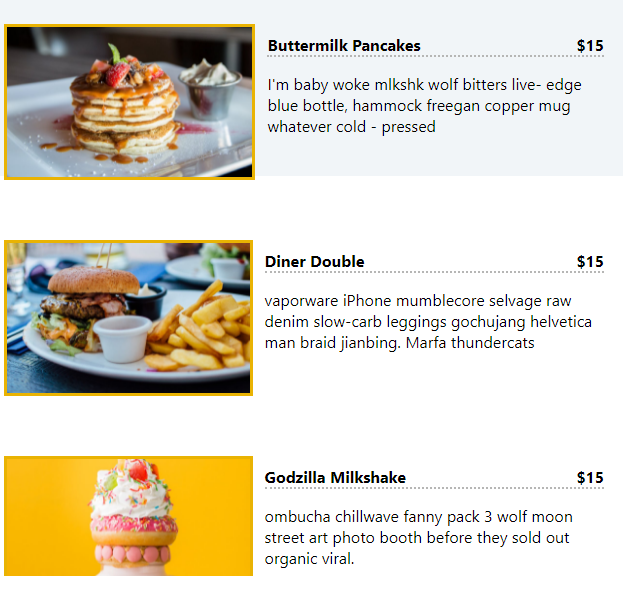 Buttermilk Pancakes $15
I'm baby woke mlkshk wolf bitters live- edge
blue bottle, hammock freegan copper mug
whatever cold - pressed
Diner Double $15
vaporware iPhone mumblecore selvage raw
denim slow-carb leggings gochujang helvetica
man braid jianbing. Marfa thundercats
Godzilla Milkshake $15
ombucha chillwave fanny pack 3 wolf moon
street art photo booth before they sold out
organic viral.